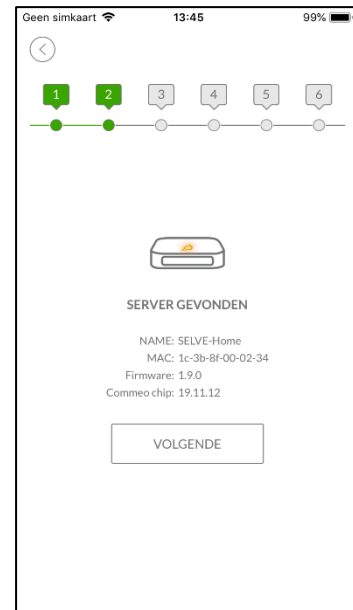 Geen simkaart 13:45 99%
1 2 3 4 5 6
SERVER GEVONDEN
NAME: SELVE-Home
MAC: 1c-3b-8f-00-02-34
Firmware: 1.9.0
Commeo chip: 19.11.12
VOLGENDE